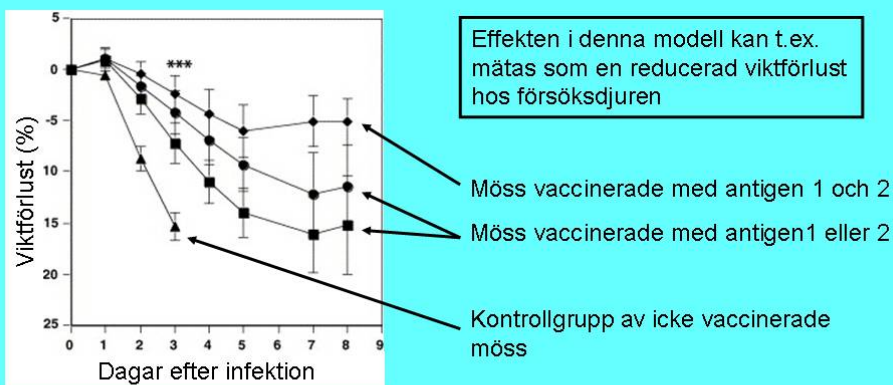 Effekten i denna modell kan t.ex.
mätas som en reducerad viktförlust
hos försöksdjuren
Viktförlust (%)
5
0
-5
10
15
20
25
***
0 1 2 3 4 5 6 7 8 9
Dagar efter infektion
Möss vaccinerade med antigen 1 och 2
Möss vaccinerade med antigen1 eller 2
Kontrollgrupp av icke vaccinerade
möss